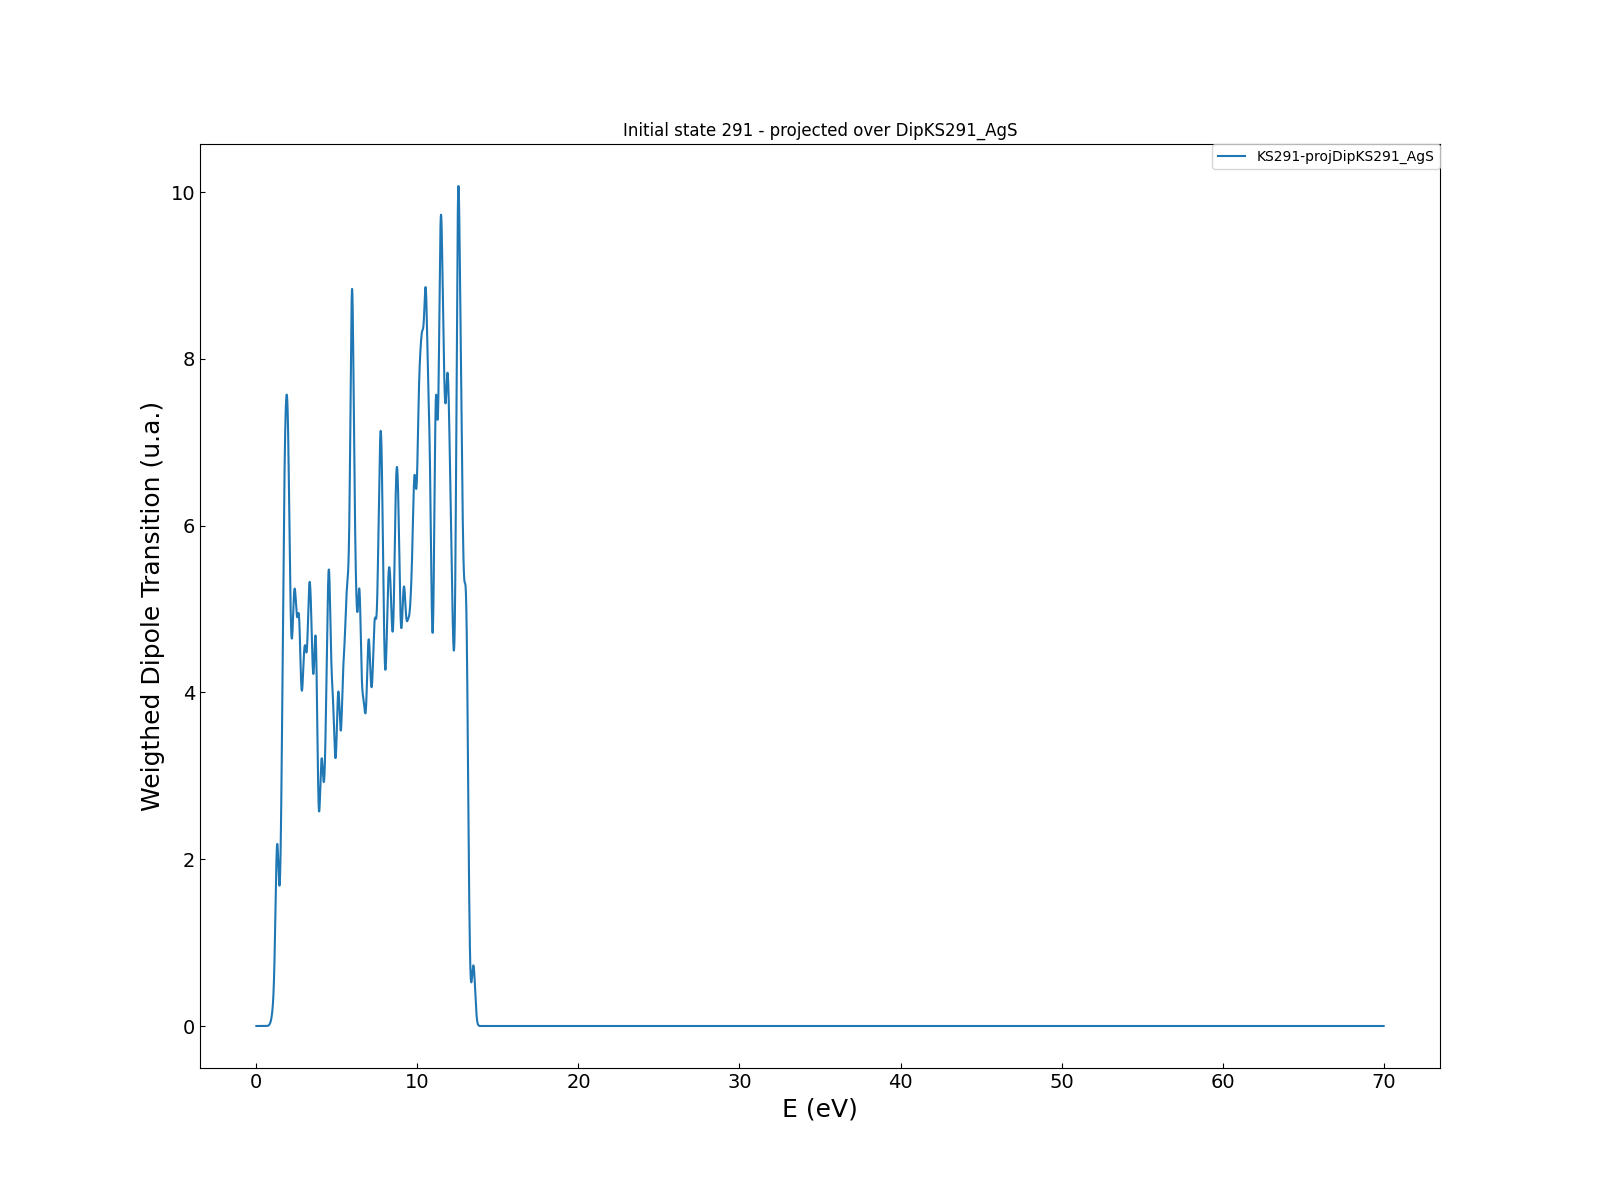 Initial state 291 - projected over DipKS291_AgS
KS291-projDipKS291_AgS
10
8
6
4
2
0
Weigthed Dipole Transition (u.a.)
0 10 20 30 40 50 60 70
E (eV)